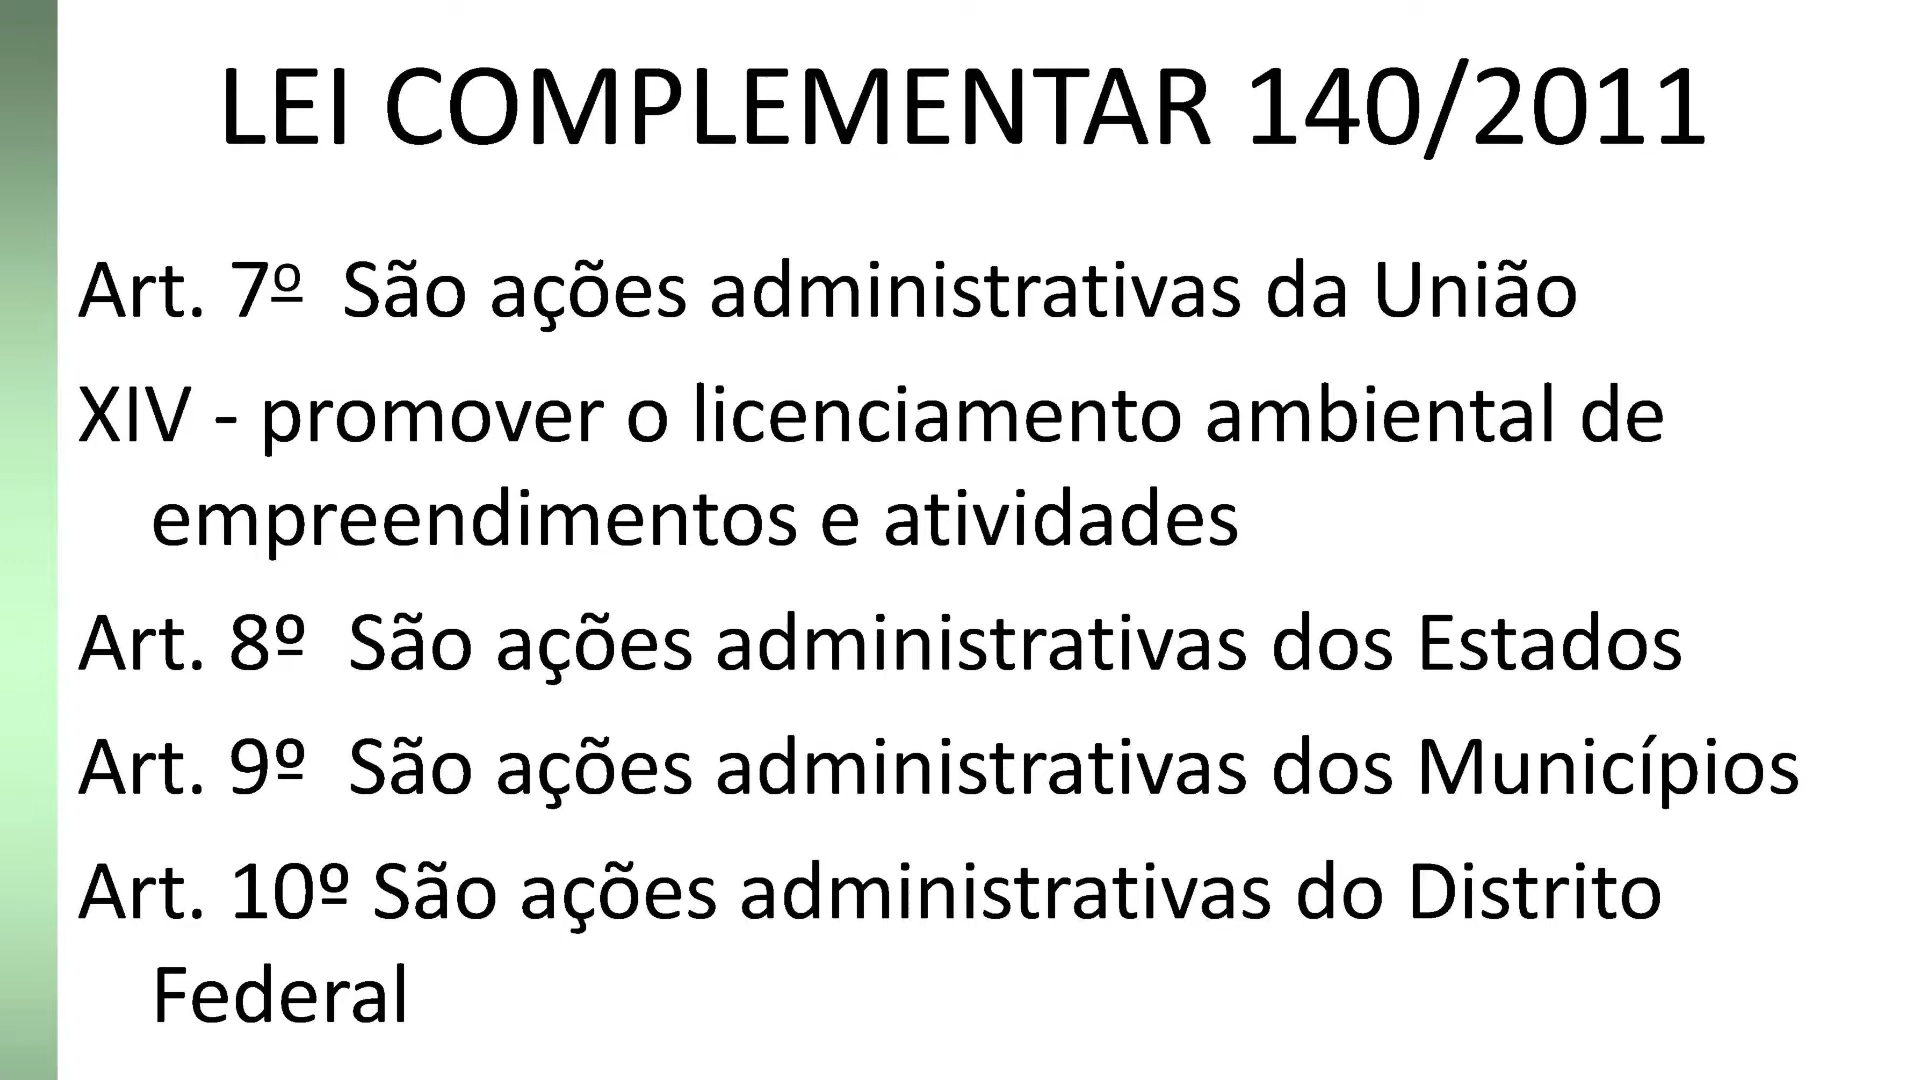 LEI COMPLEMENTAR 140/2011
Art. 7º  São ações administrativas da União
XIV - promover o licenciamento ambiental de
empreendimentos e atividades
Art. 8º  São ações administrativas dos Estados
Art. 9º  São ações administrativas dos Municípios
Art. 10º São ações administrativas do Distrito
Federal